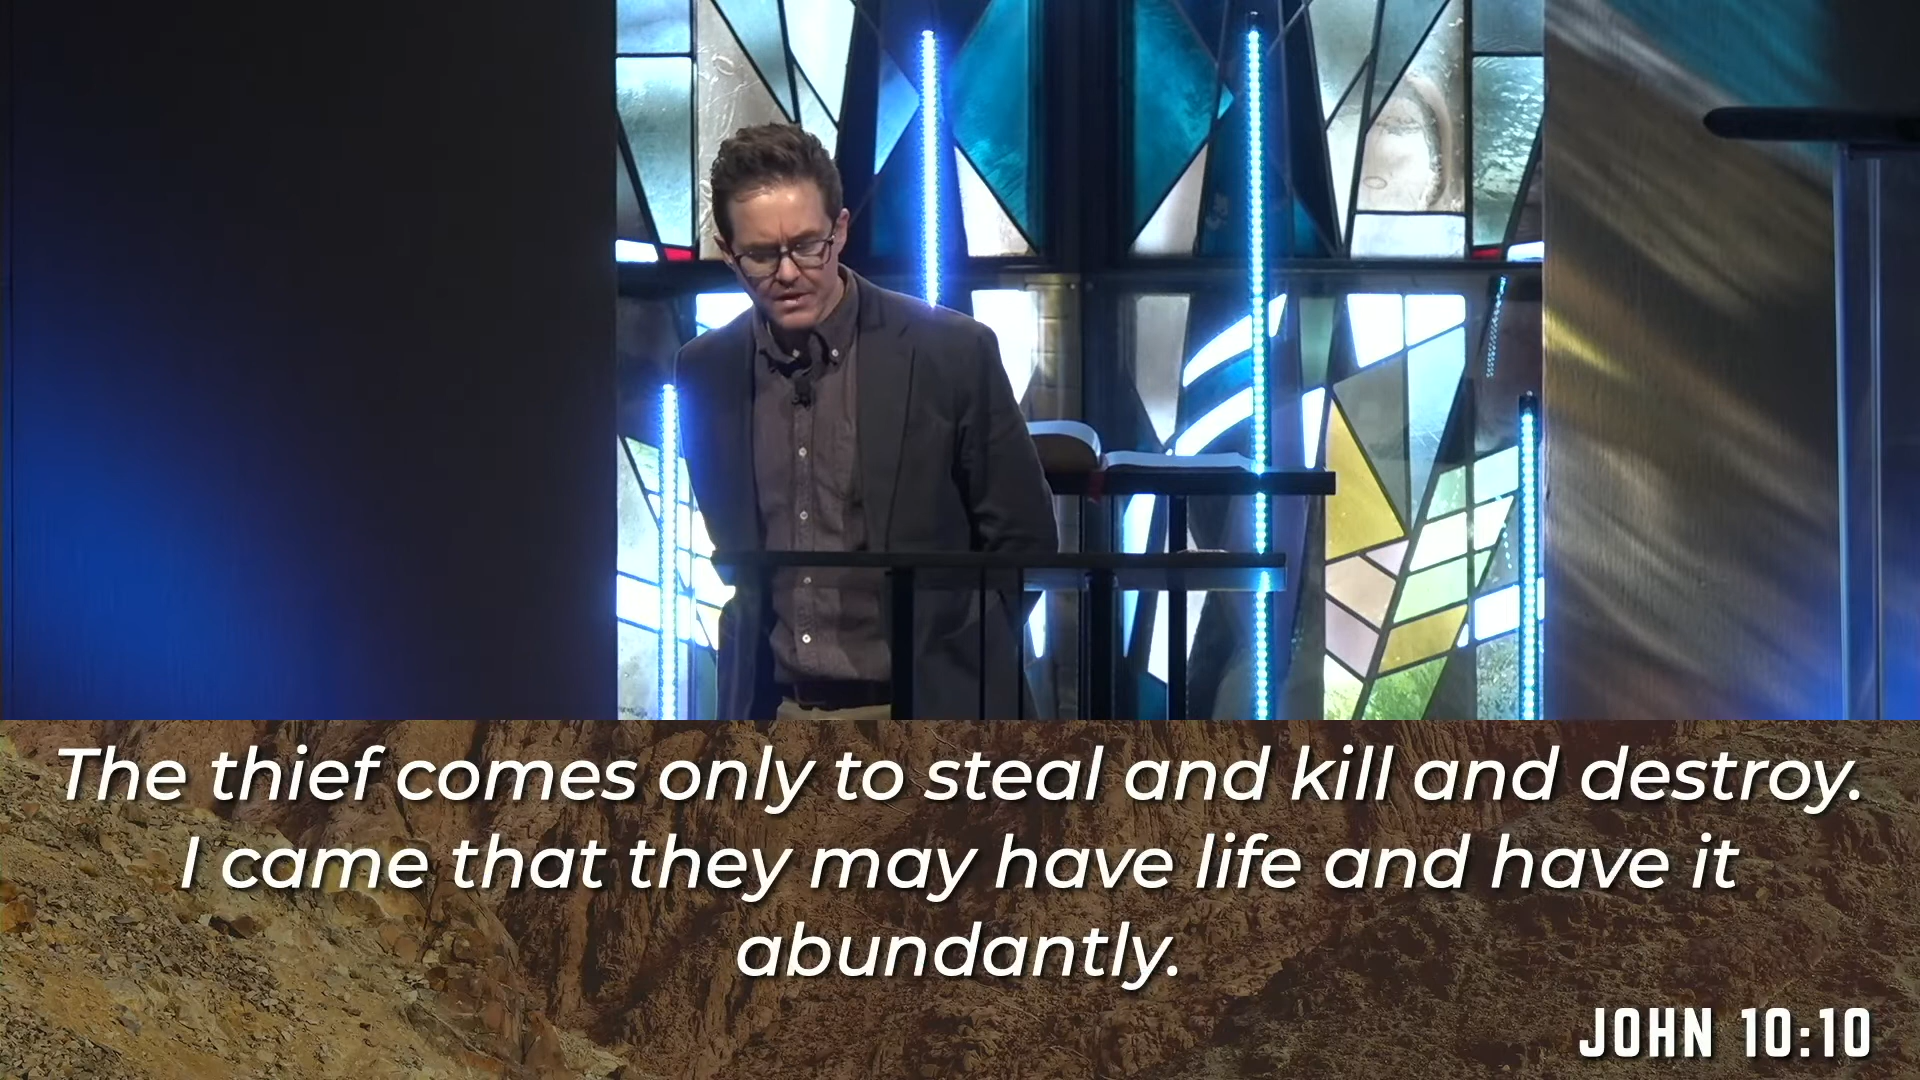 The thief comes only to steal and kill and destroy.
I came that they may have life and have it
abundantly.
JOHN 10:10